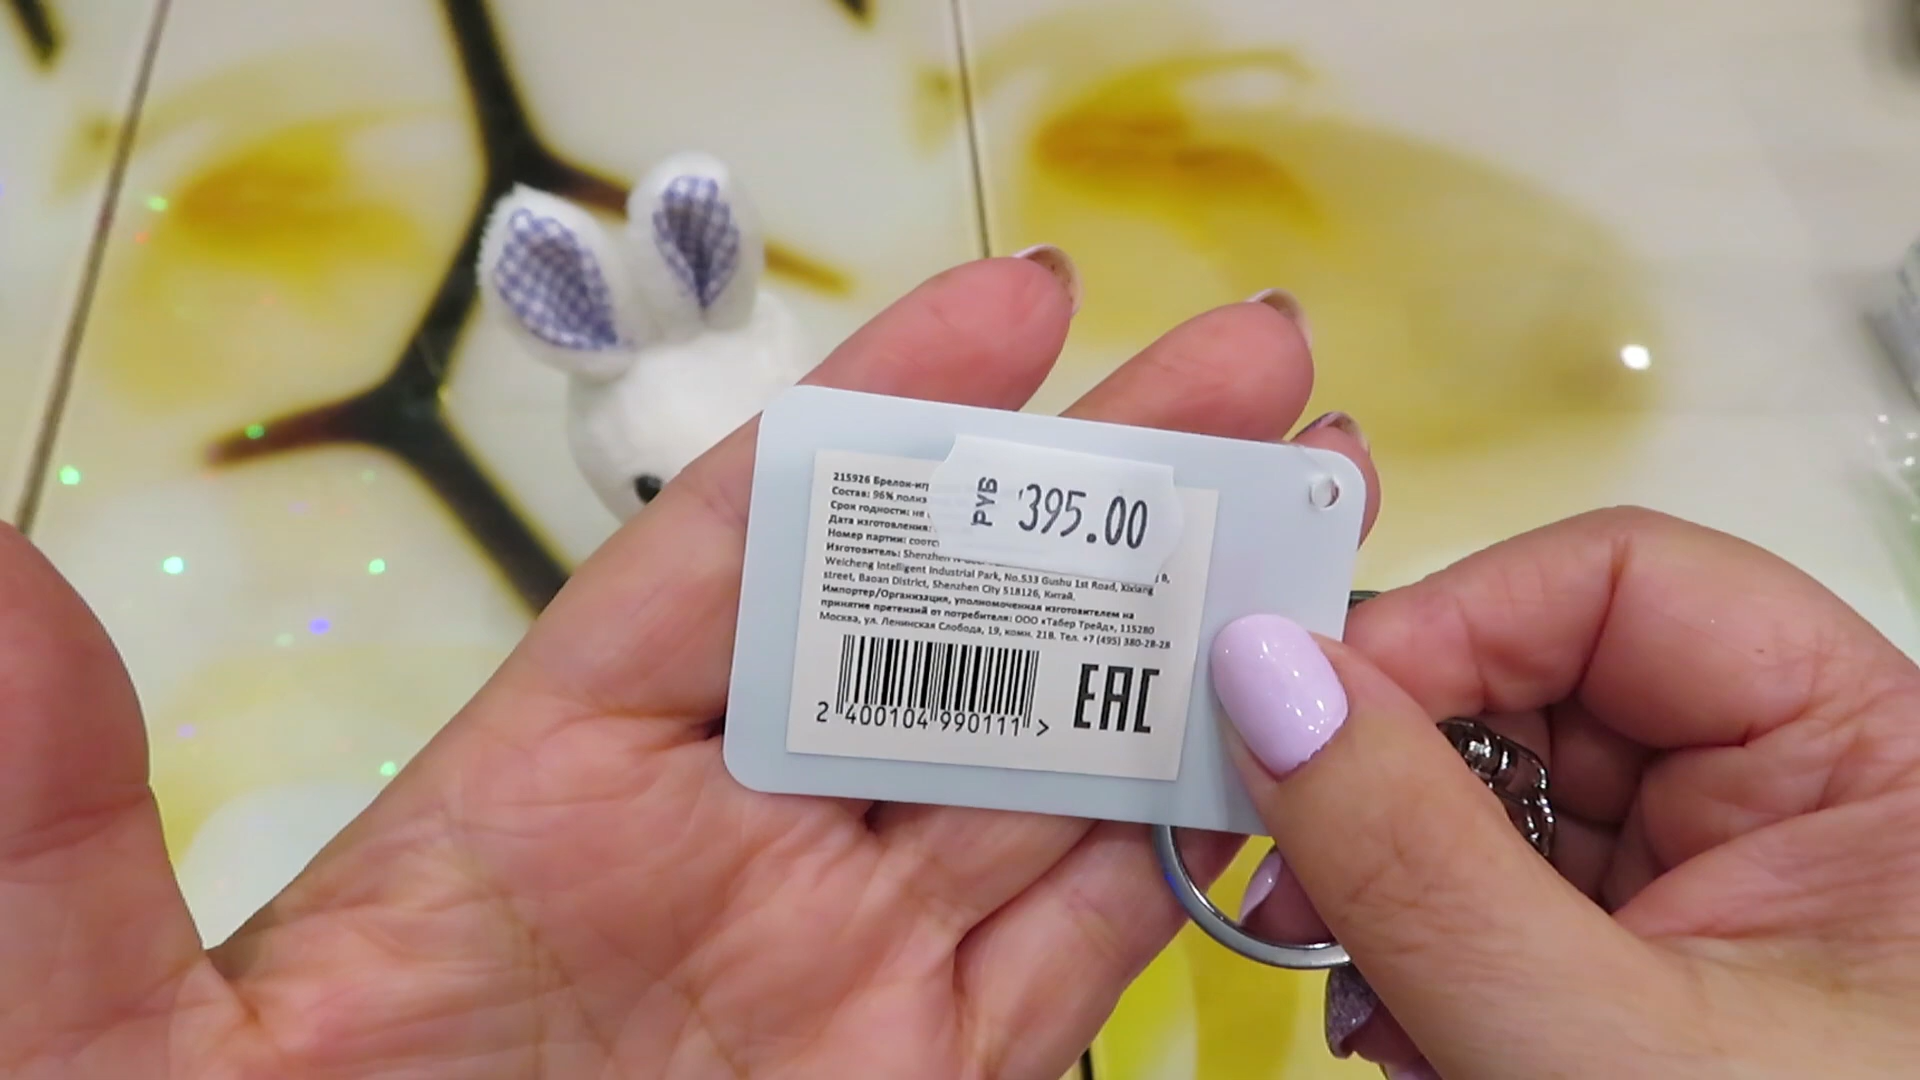 РУБ 395.00
215926 Брелок-игр
Состав: 96% полиэ
Срок годности: не
Дата изготовления:
Номер партии: соотс
Изготовитель: Shenzhen
Weicheng Intelligent Industrial Park, No.533 Gushu 1st Road, Xixiang
street, Baoan District, Shenzhen City 518126, Китай.
Импортер/Организация, уполномоченная изготовителем на
принятие претензий от потребителя: ООО «Табер Трейд», 115280
Москва, ул. Ленинская Слобода, 19, комн. 21В. Тел. +7 (495) 380-28-28
2 400104 990111 >
EAC